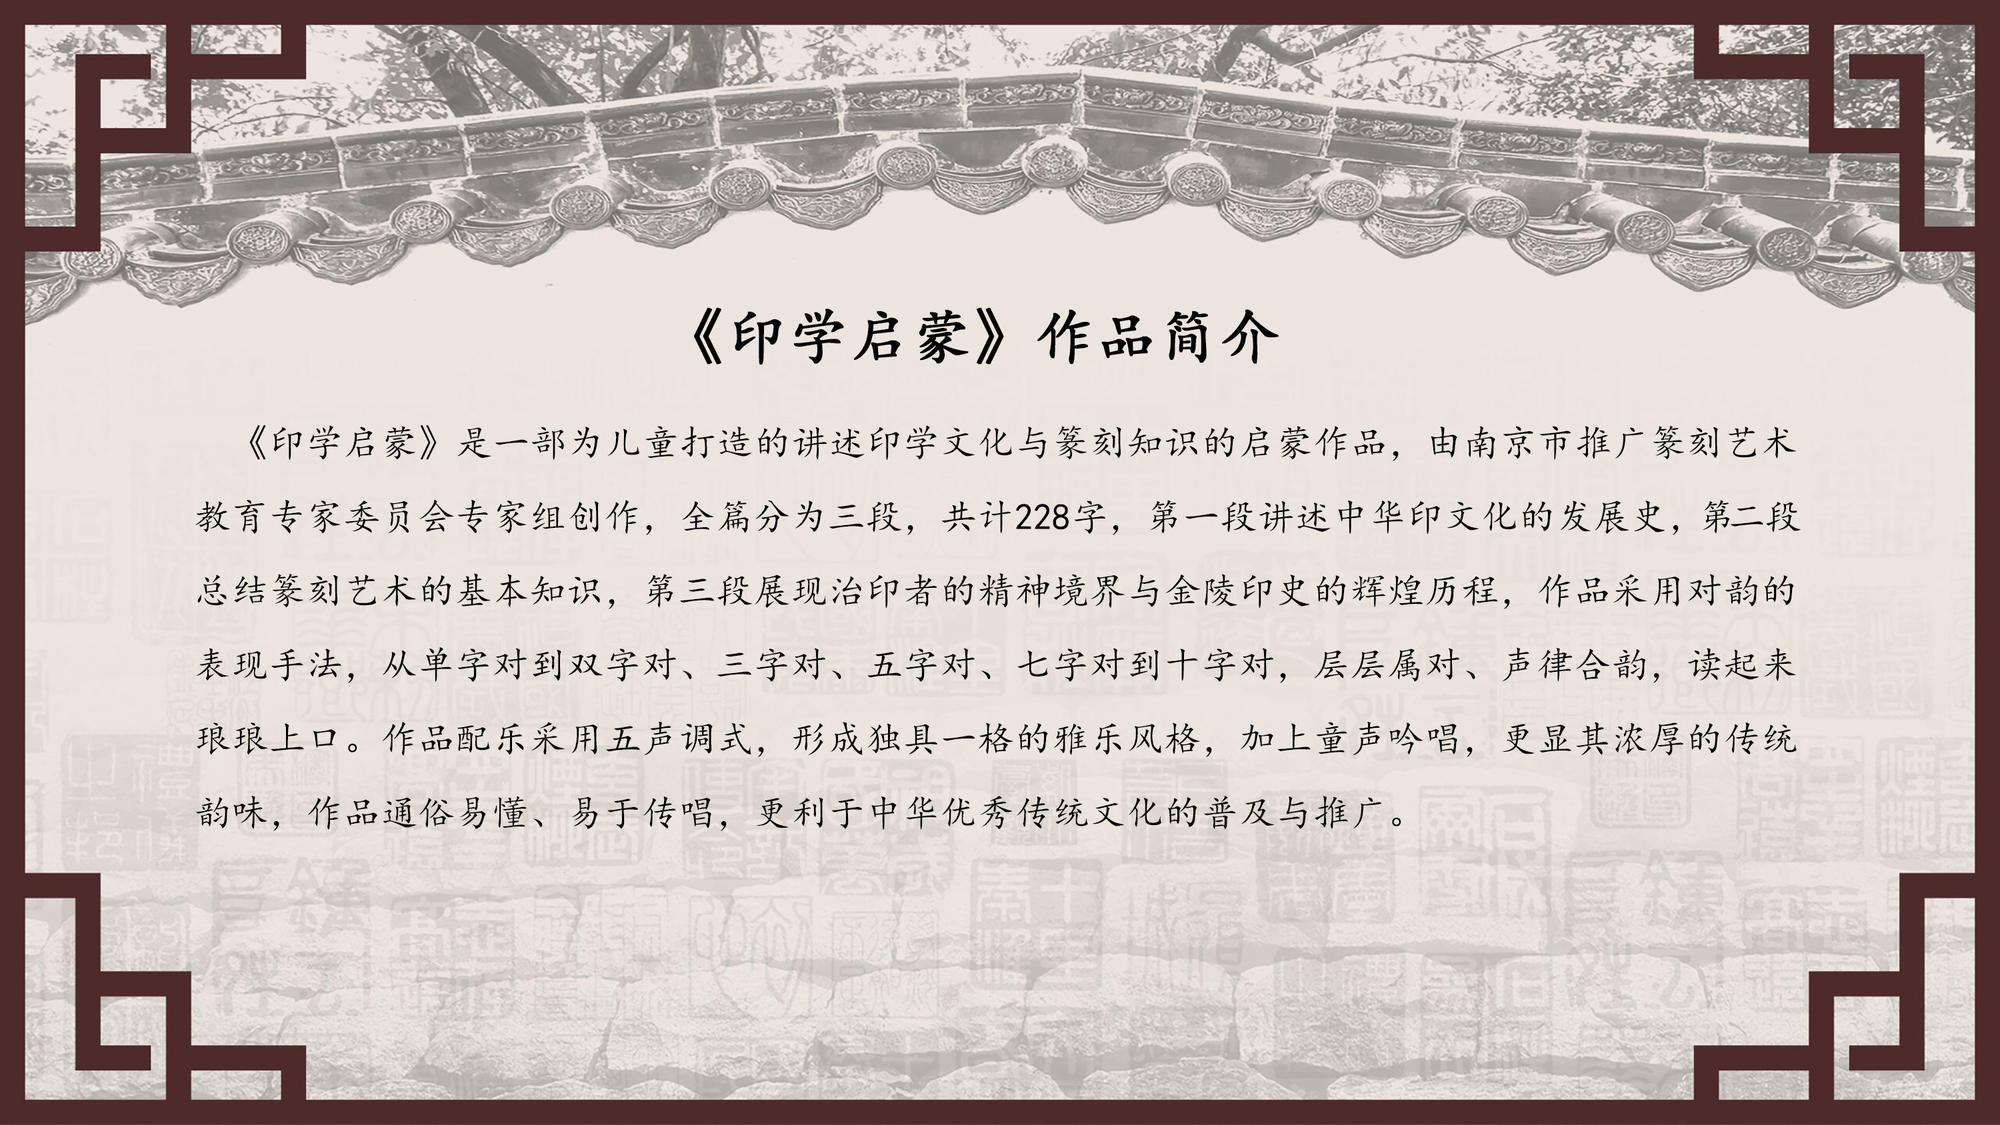 《印学启蒙》作品简介
《印学启蒙》是一部为儿童打造的讲述印学文化与篆刻知识的启蒙作品，由南京市推广篆刻艺术
教育专家委员会专家组创作，全篇分为三段，共计228字，第一段讲述中华印文化的发展史，第二段
总结篆刻艺术的基本知识，第三段展现治印者的精神境界与金陵印史的辉煌历程，作品采用对韵的
表现手法，从单字对到双字对、三字对、五字对、七字对到十字对，层层属对、声律合韵，读起来
琅琅上口。作品配乐采用五声调式，形成独具一格的雅乐风格，加上童声吟唱，更显其浓厚的传统
韵味，作品通俗易懂、易于传唱，更利于中华优秀传统文化的普及与推广。